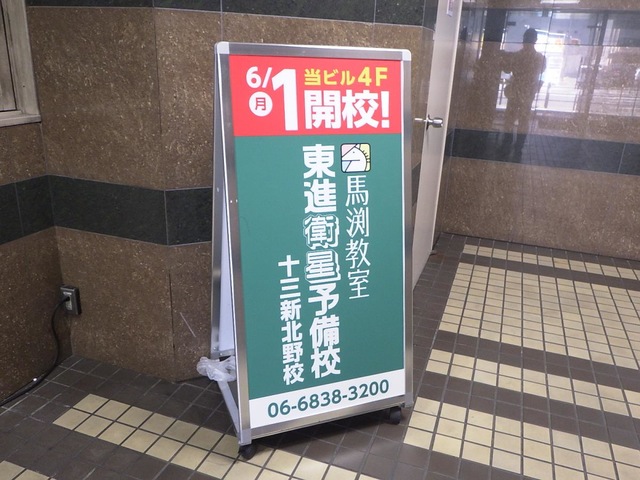 6/1
月
当ビル4F
開校!
馬渕教室
東進衛星予備校
十三新北野校
06-6838-3200